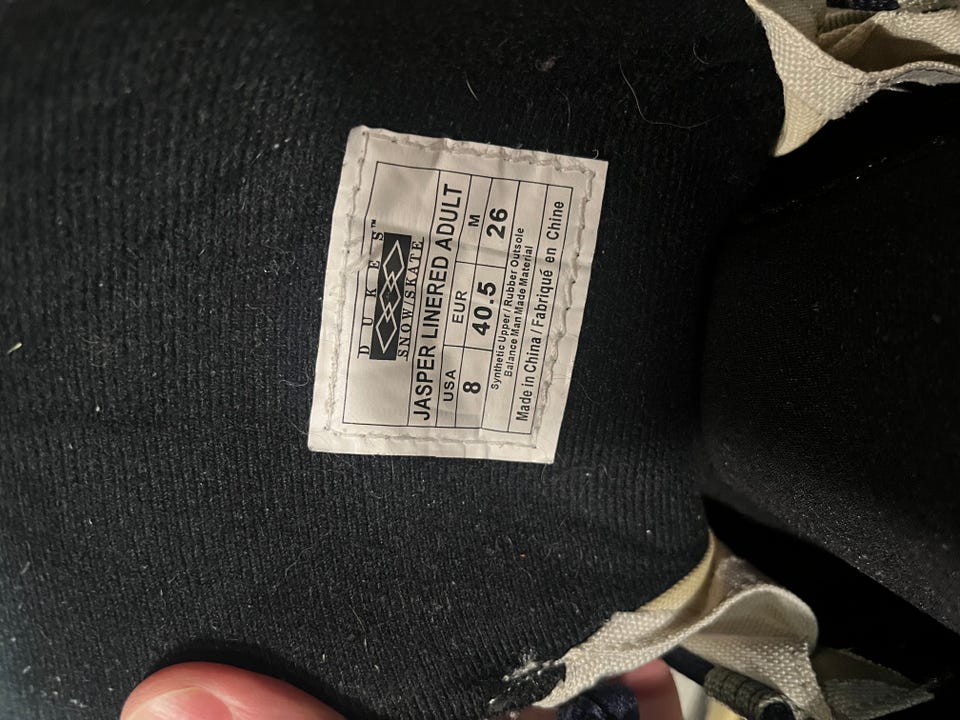 DUKES™
SNOW/SKATE
JASPER LINERED ADULT
USA EUR M
8 40.5 26
Synthetic Upper / Rubber Outsole
Balance Man Made Material
Made in China / Fabriqué en Chine